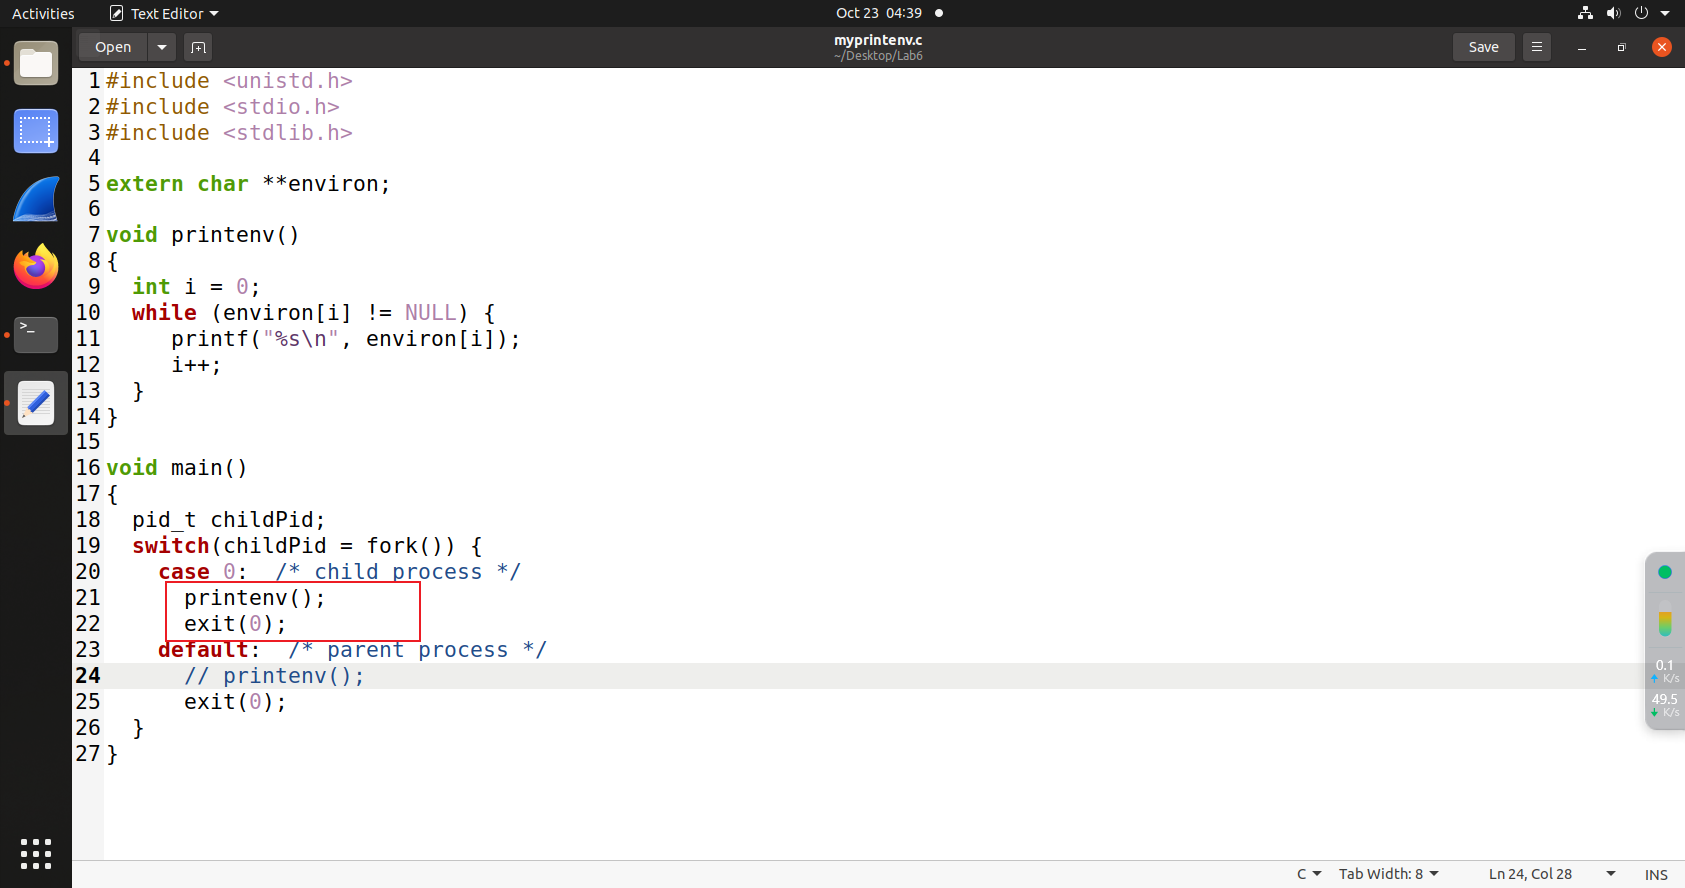 Activities
Text Editor
Oct 23 04:39
Open
myprintenv.c
~/Desktop/Lab6
Save
1 #include <unistd.h>
2 #include <stdio.h>
3 #include <stdlib.h>
4
5 extern char **environ;
6
7 void printenv()
8 {
9   int i = 0;
10   while (environ[i] != NULL) {
11      printf("%s\n", environ[i]);
12      i++;
13   }
14 }
15
16 void main()
17 {
18   pid_t childPid;
19   switch(childPid = fork()) {
20     case 0:  /* child process */
21       printenv();
22       exit(0);
23     default:  /* parent process */
24       // printenv();
25       exit(0);
26   }
27 }
>_
0.1
K/s
49.5
K/s
C
Tab Width: 8
Ln 24, Col 28
INS